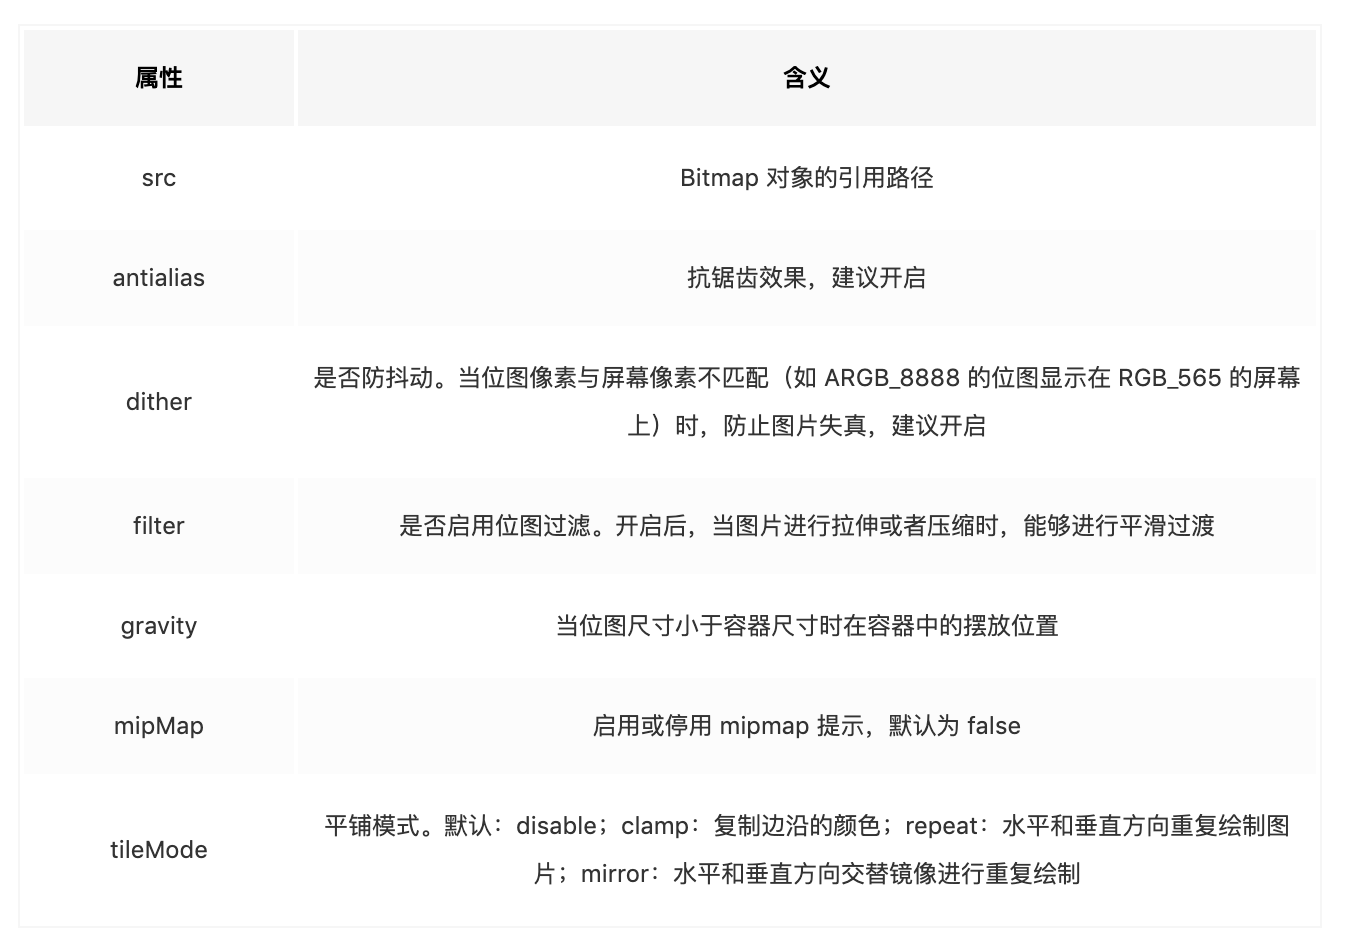 属性
含义
src
Bitmap 对象的引用路径
antialias
抗锯齿效果，建议开启
dither
是否防抖动。当位图像素与屏幕像素不匹配（如 ARGB_8888 的位图显示在 RGB_565 的屏幕
上）时，防止图片失真，建议开启
filter
是否启用位图过滤。开启后，当图片进行拉伸或者压缩时，能够进行平滑过渡
gravity
当位图尺寸小于容器尺寸时在容器中的摆放位置
mipMap
启用或停用 mipmap 提示，默认为 false
tileMode
平铺模式。默认：disable；clamp：复制边沿的颜色；repeat：水平和垂直方向重复绘制图
片；mirror：水平和垂直方向交替镜像进行重复绘制